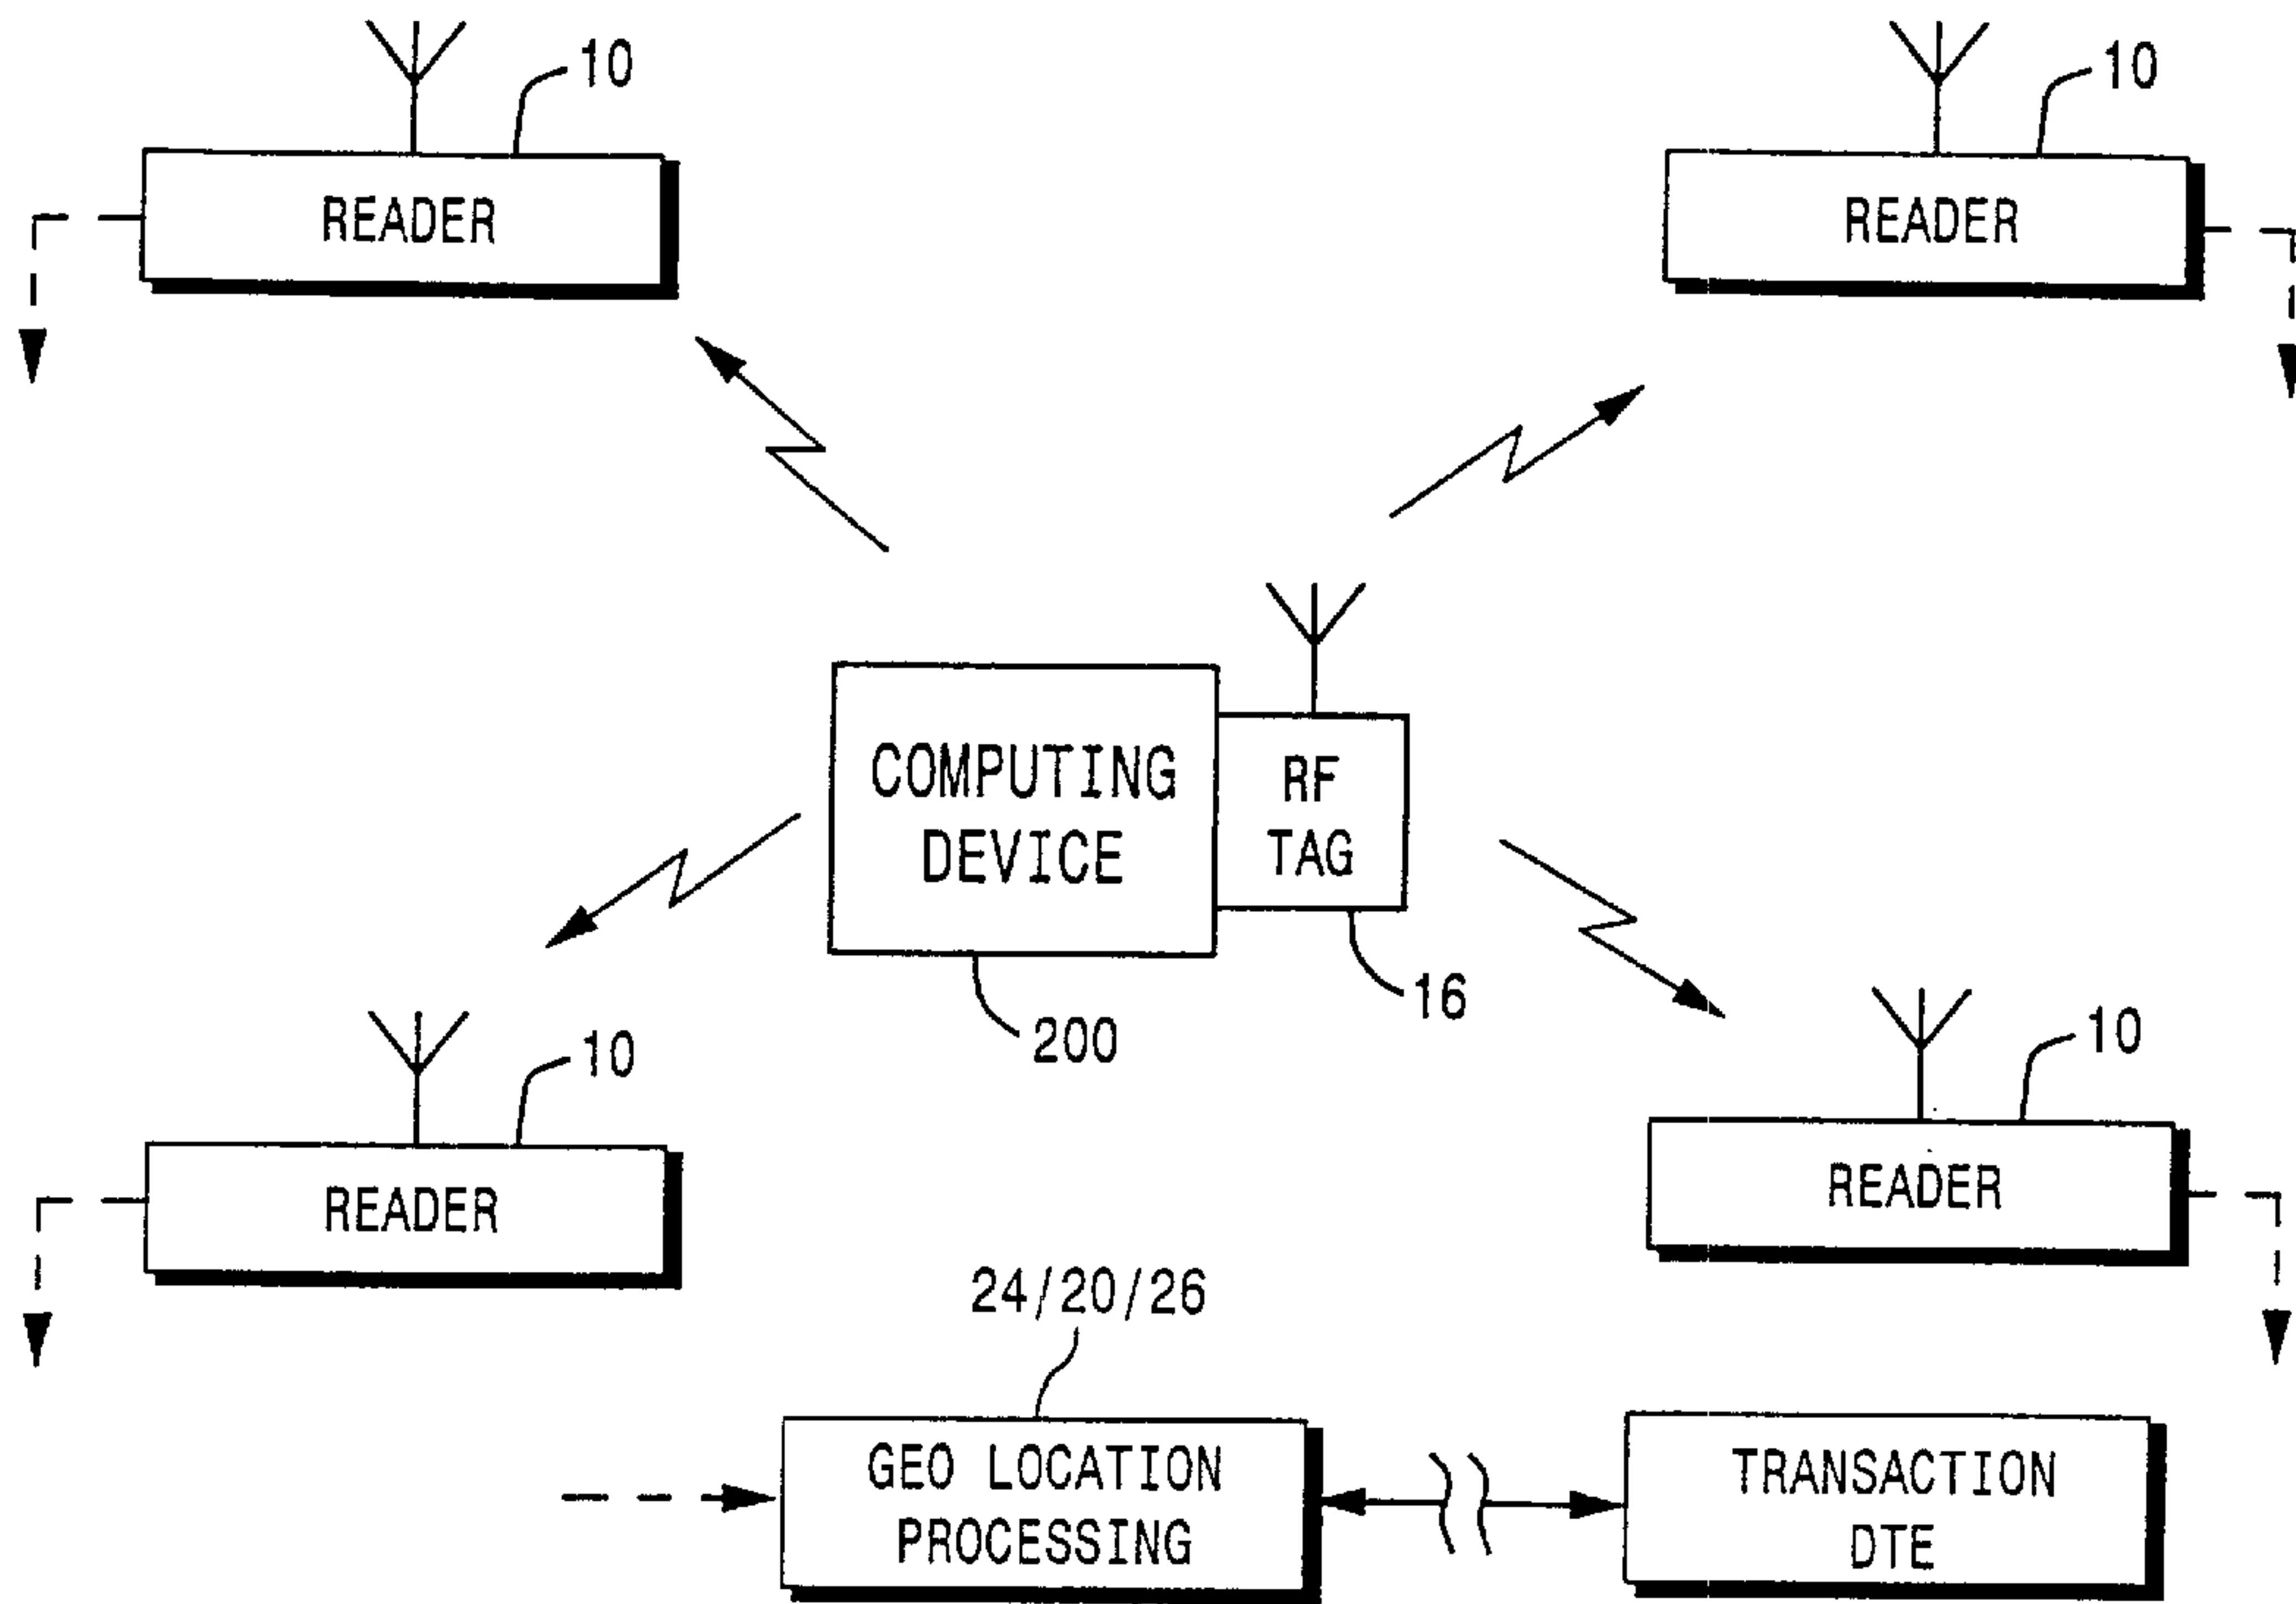 10
10
READER
READER
COMPUTING
DEVICE
RF
TAG
16
200
10
10
READER
READER
24/20/26
GEO LOCATION
PROCESSING
TRANSACTION
DTE